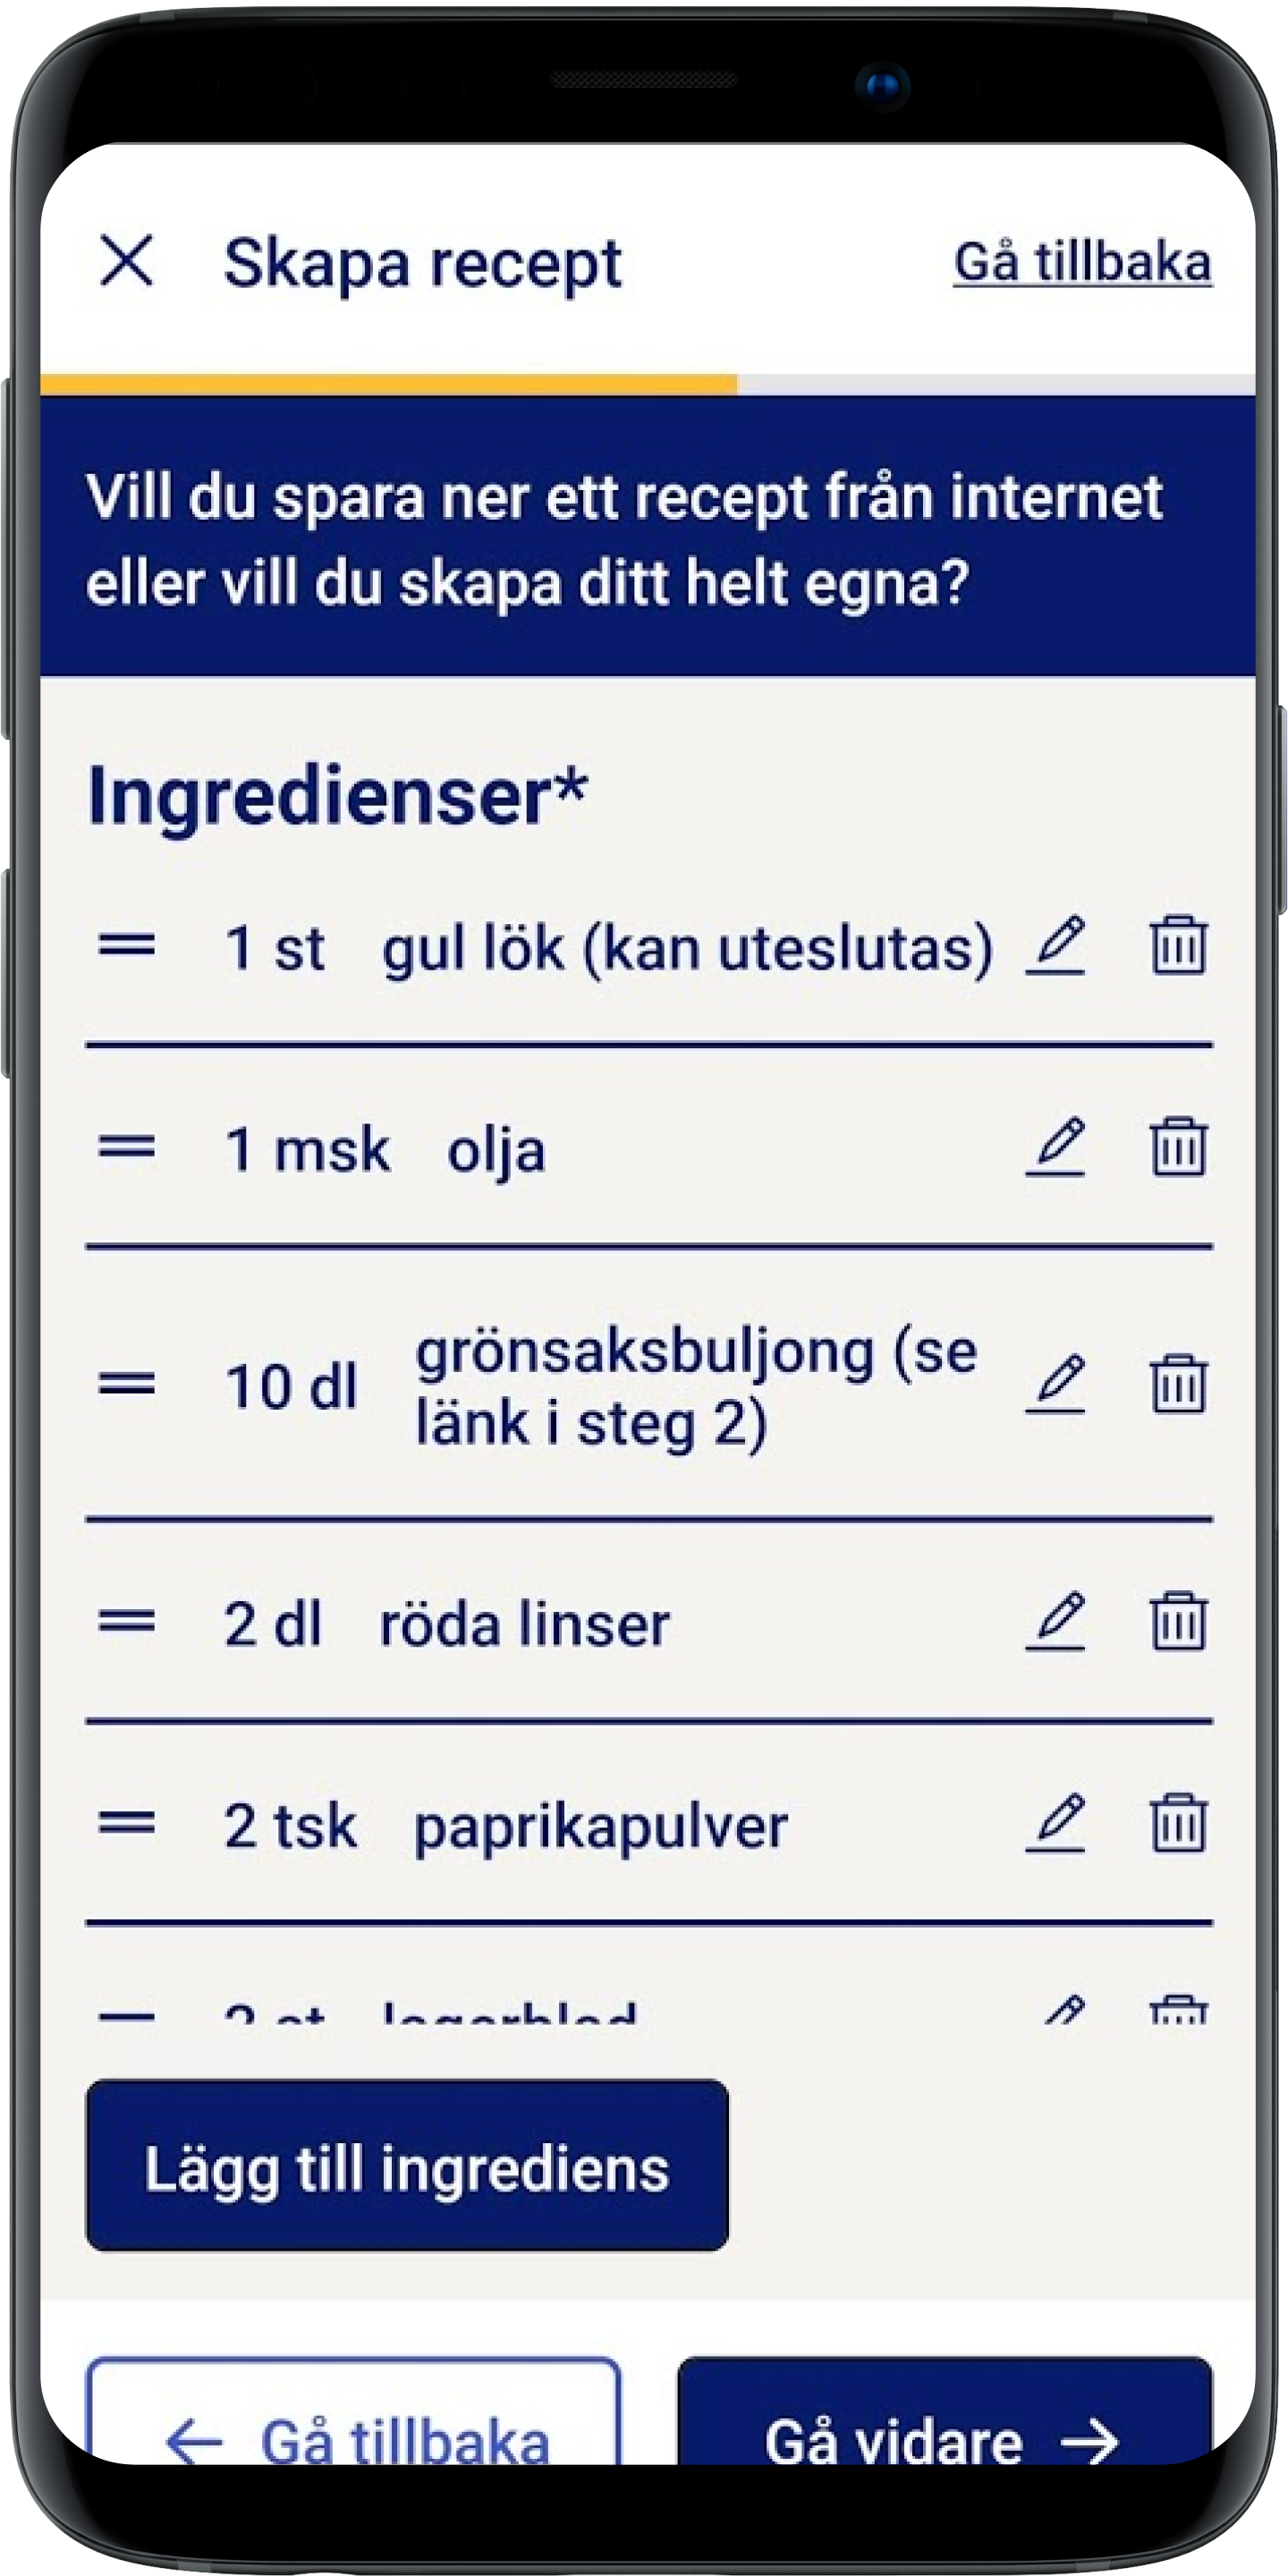 Skapa recept
Gå tillbaka
Vill du spara ner ett recept från internet
eller vill du skapa ditt helt egna?
Ingredienser*
1 st gul lök (kan uteslutas)
1 msk olja
10 dl grönsaksbuljong (se
länk i steg 2)
2 dl röda linser
2 tsk paprikapulver
st lagerblad
Lägg till ingrediens
Gå tillbaka
Gå vidare